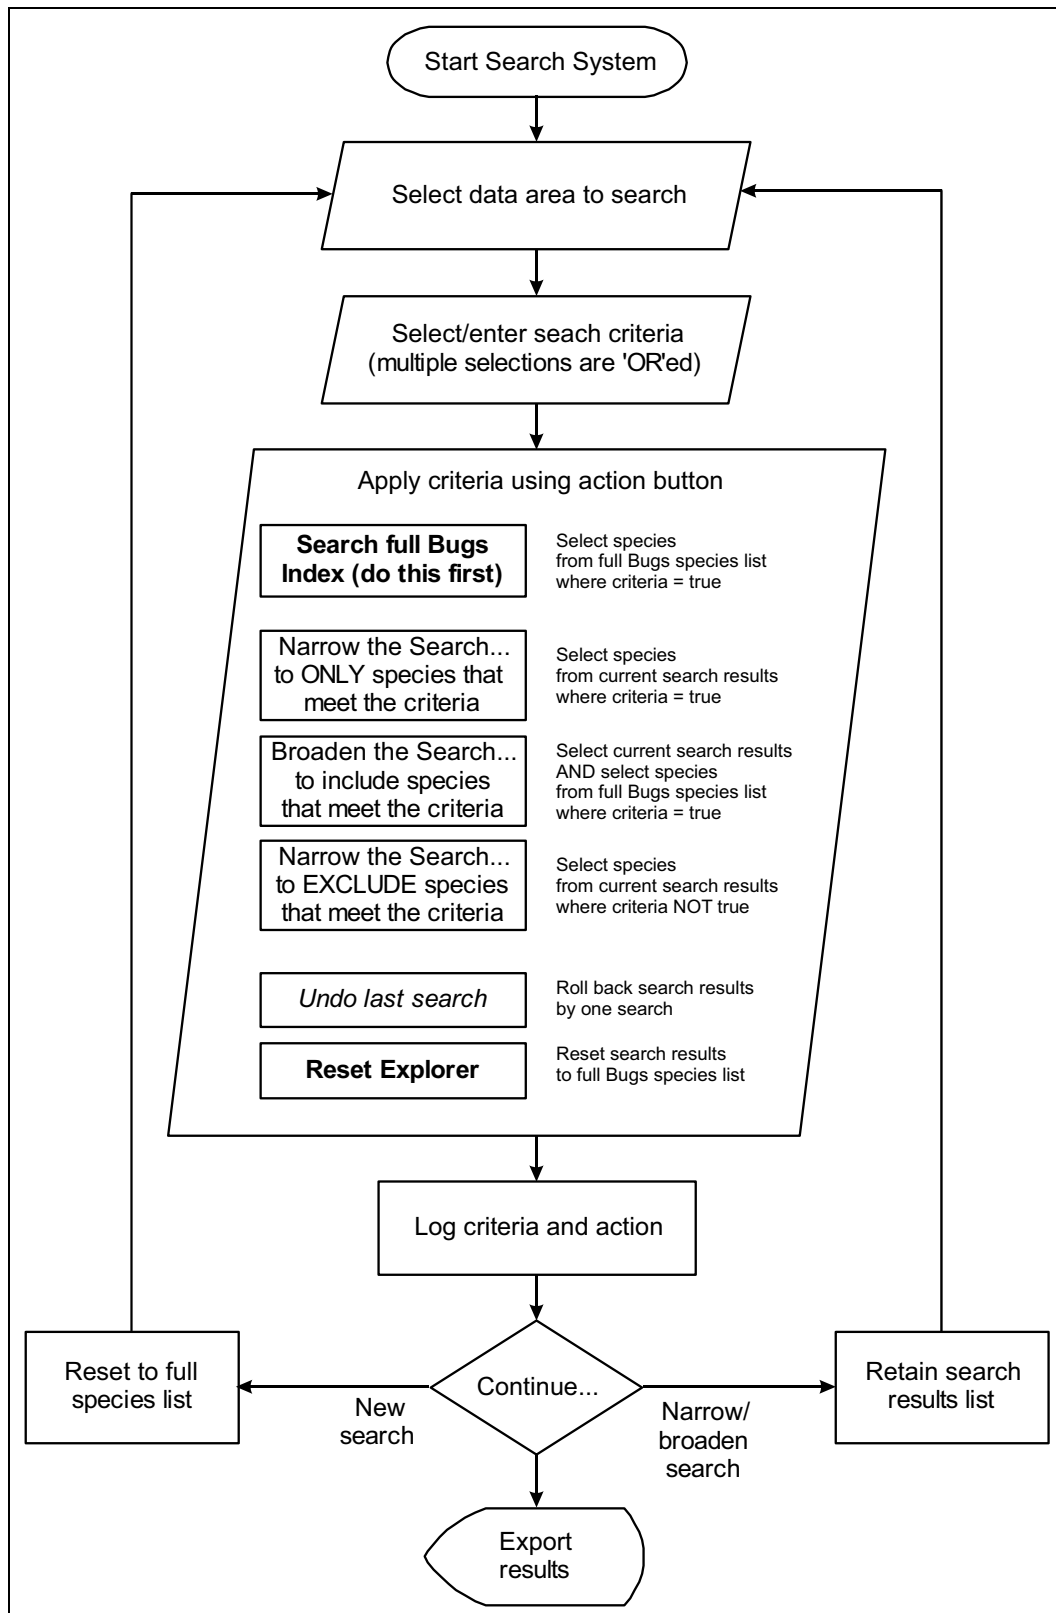 Start Search System
Select data area to search
Select/enter seach criteria
(multiple selections are 'OR'ed)
Apply criteria using action button
Search full Bugs
Index (do this first)
Select species
from full Bugs species list
where criteria = true
Narrow the Search...
to ONLY species that
meet the criteria
Select species
from current search results
where criteria = true
Broaden the Search...
to include species
that meet the criteria
Select current search results
AND select species
from full Bugs species list
where criteria = true
Narrow the Search...
to EXCLUDE species
that meet the criteria
Select species
from current search results
where criteria NOT true
Undo last search
Roll back search results
by one search
Reset Explorer
Reset search results
to full Bugs species list
Log criteria and action
Reset to full
species list
New
search
Continue...
Narrow/
broaden
search
Retain search
results list
Export
results